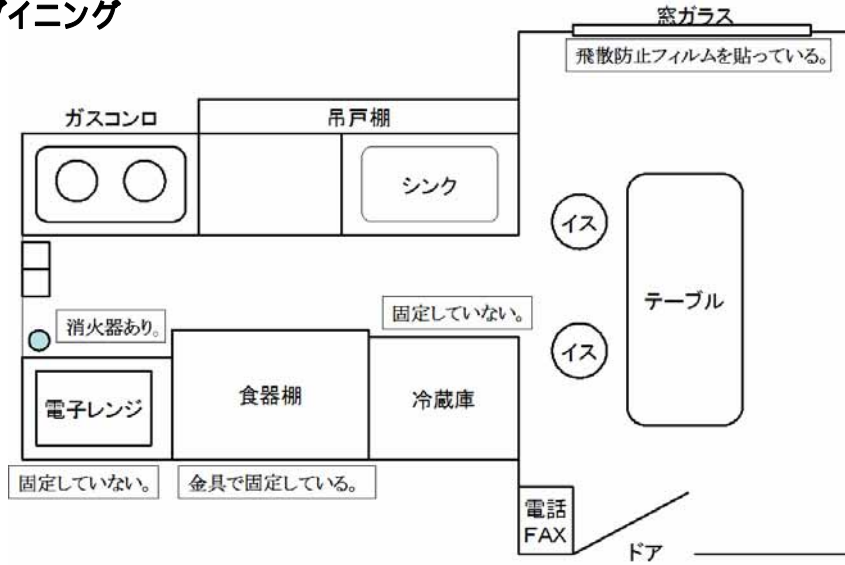 イニング
窓ガラス
飛散防止フィルムを貼っている。
ガスコンロ
吊戸棚
シンク
イス
テーブル
固定していない。
消火器あり。
イス
電子レンジ
食器棚
冷蔵庫
固定していない。
金具で固定している。
電話
FAX
ドア